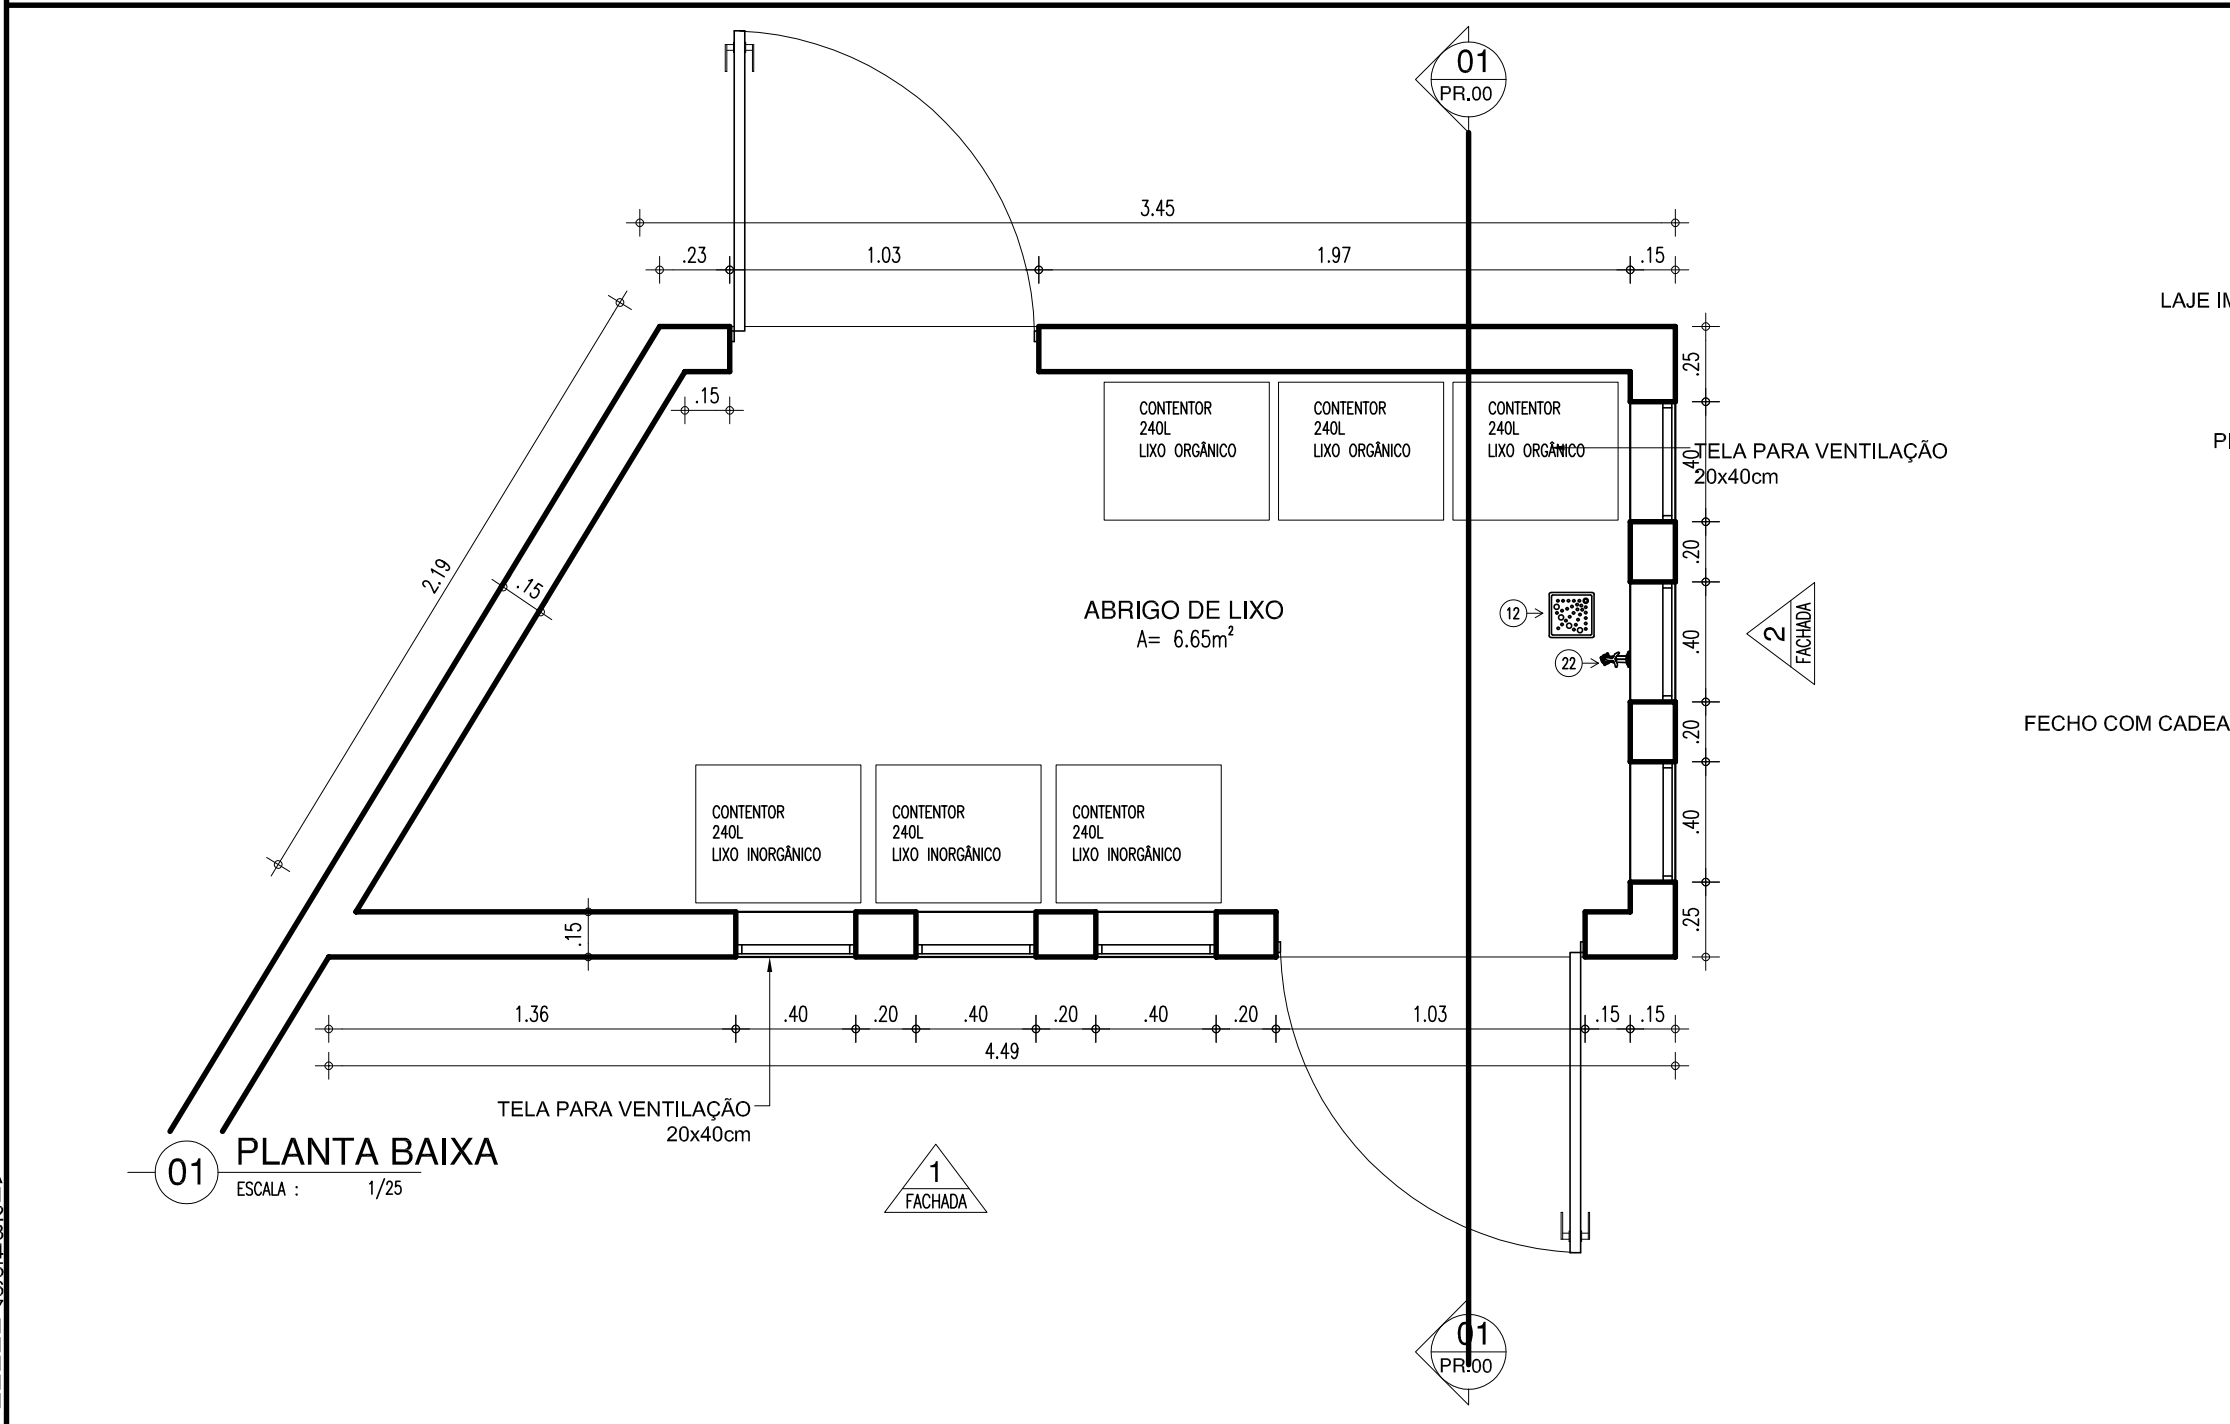 01
PR.00
3.45
.23
1.03
1.97
.15
LAJE IM
.25
.15
CONTENTOR
240L
LIXO ORGÂNICO
CONTENTOR
240L
LIXO ORGÂNICO
CONTENTOR
240L
LIXO ORGÂNICO
.40
TELA PARA VENTILAÇÃO
20x40cm
2.19
.15
.20
ABRIGO DE LIXO
A= 6.65m²
12
22
.40
2
FACHADA
.20
FECHO COM CADEA
CONTENTOR
240L
LIXO INORGÂNICO
CONTENTOR
240L
LIXO INORGÂNICO
CONTENTOR
240L
LIXO INORGÂNICO
.40
.15
.25
1.36
.40
.20
.40
.20
.40
.20
1.03
.15
.15
4.49
TELA PARA VENTILAÇÃO
20x40cm
01
PLANTA BAIXA
ESCALA :
1/25
1
FACHADA
01
PR.00